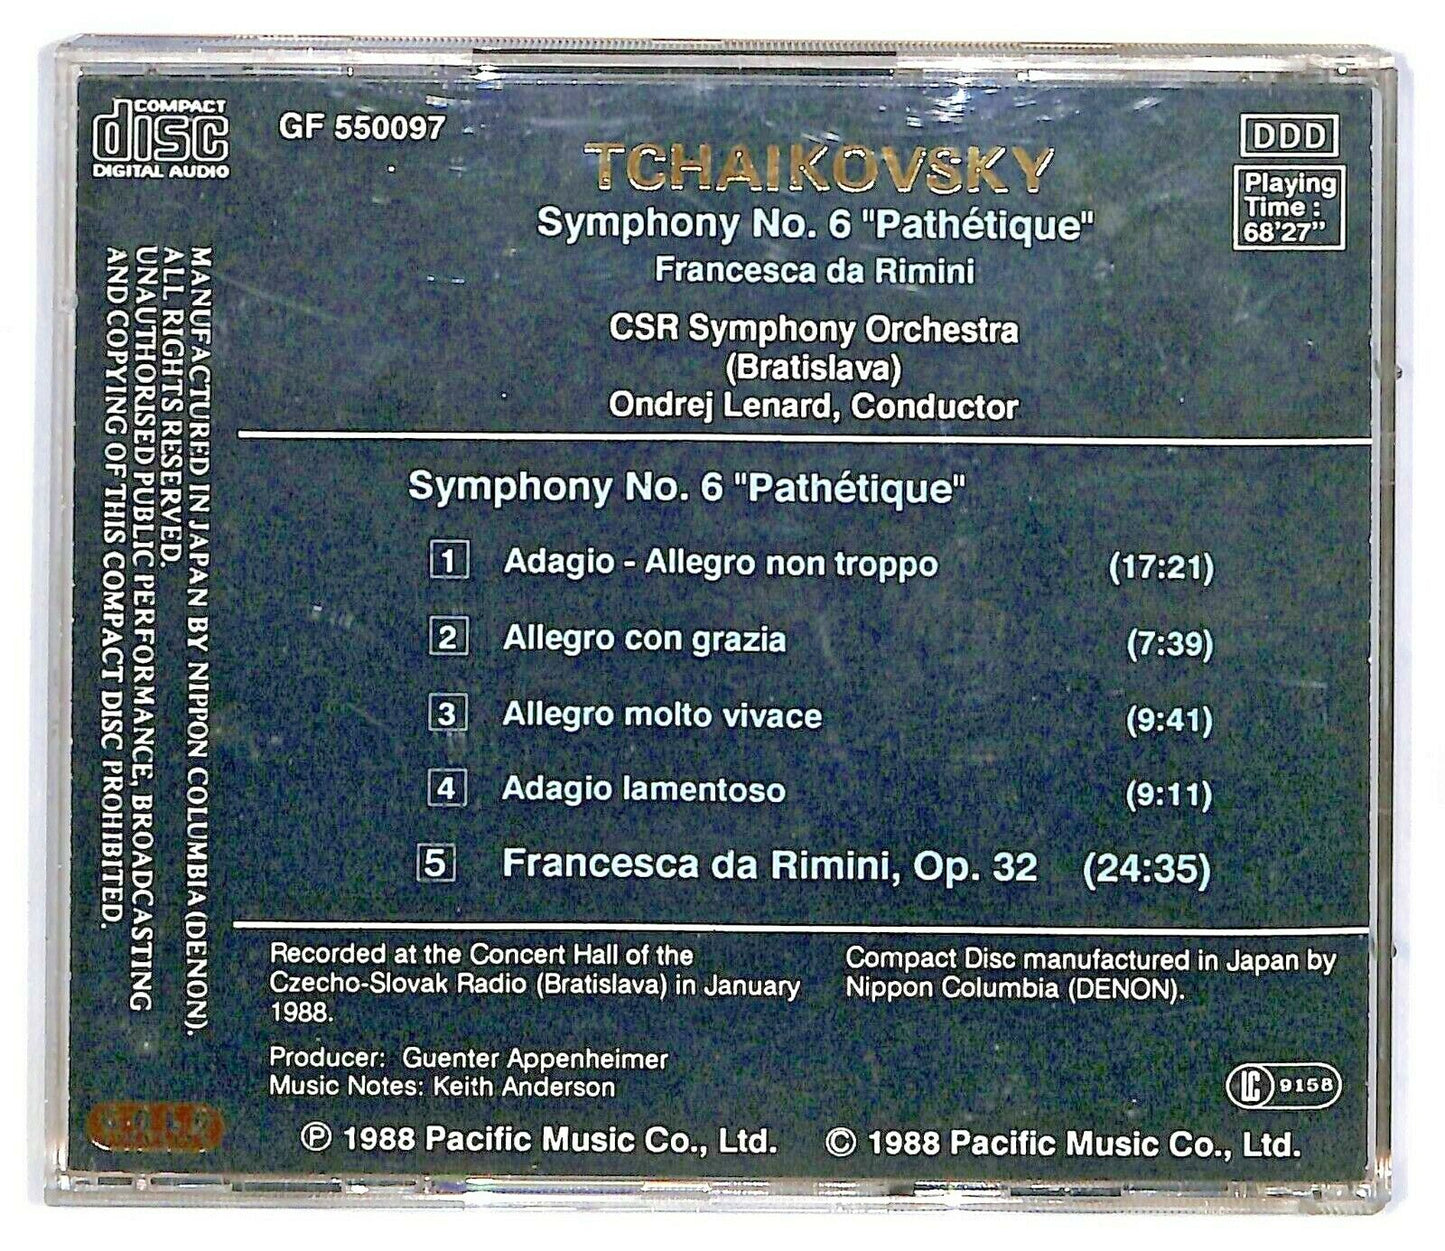 COMPACT
disc
DIGITAL AUDIO
GF 550097
TCHAIKOVSKY
Symphony No. 6 "Pathétique"
Francesca da Rimini
CSR Symphony Orchestra
(Bratislava)
Ondrej Lenard, Conductor
DDD
Playing
Time :
68'27"
MANUFACTURED IN JAPAN BY NIPPON COLUMBIA (DENON).
ALL RIGHTS RESERVED.
UNAUTHORISED PUBLIC PERFORMANCE, BROADCASTING
AND COPYING OF THIS COMPACT DISC PROHIBITED.
Symphony No. 6 "Pathétique"
1 Adagio - Allegro non troppo (17:21)
2 Allegro con grazia (7:39)
3 Allegro molto vivace (9:41)
4 Adagio lamentoso (9:11)
5 Francesca da Rimini, Op. 32 (24:35)
Recorded at the Concert Hall of the
Czecho-Slovak Radio (Bratislava) in January
1988.
Producer: Guenter Appenheimer
Music Notes: Keith Anderson
Compact Disc manufactured in Japan by
Nippon Columbia (DENON).
LC 9158
GOLD
℗ 1988 Pacific Music Co., Ltd. © 1988 Pacific Music Co., Ltd.